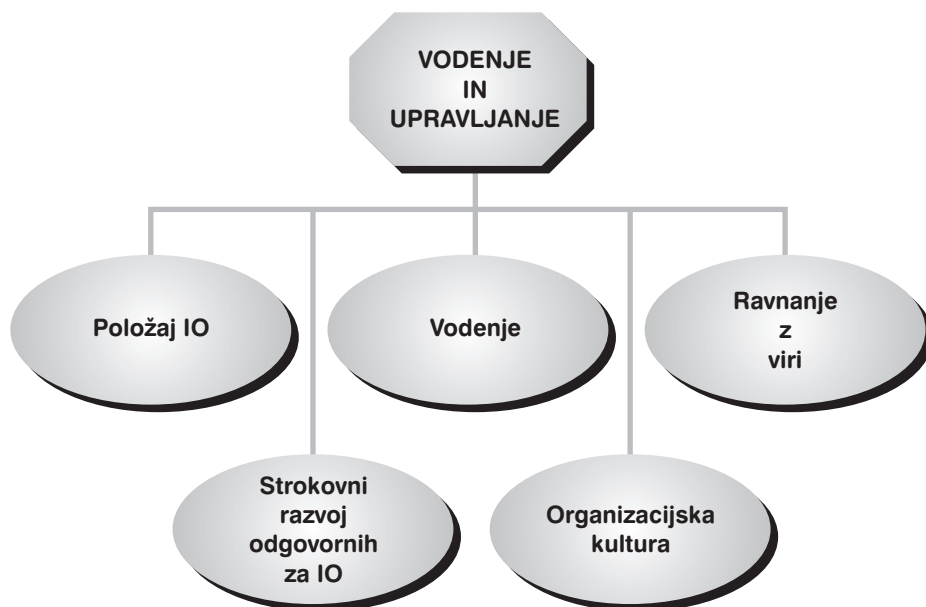 VODENJE
IN
UPRAVLJANJE
Položaj IO
Vodenje
Ravnanje
z
viri
Strokovni
razvoj
odgovornih
za IO
Organizacijska
kultura